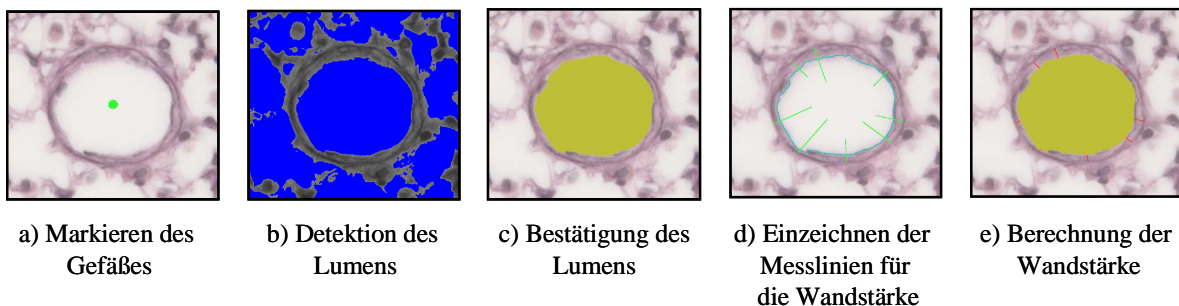 a) Markieren des
Gefäßes
b) Detektion des
Lumens
c) Bestätigung des
Lumens
d) Einzeichnen der
Messlinien für
die Wandstärke
e) Berechnung der
Wandstärke